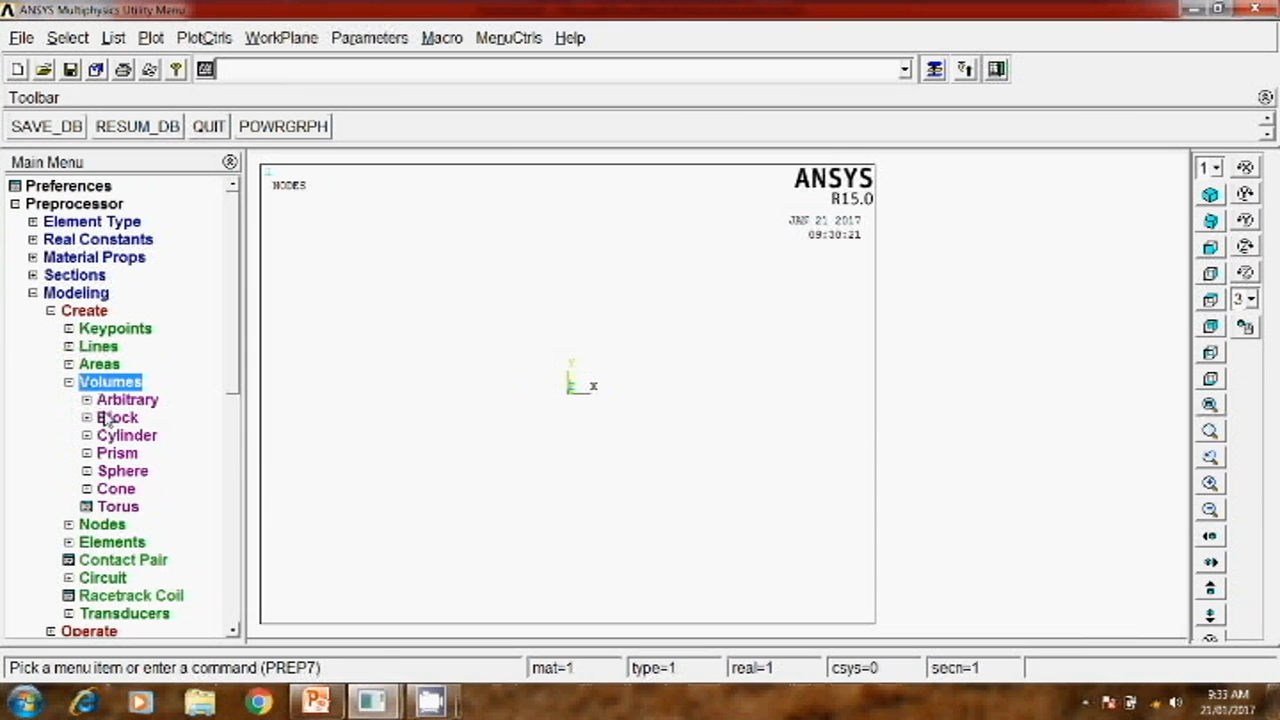 ANSYS Multiphysics Utility Menu
File Select List Plot PlotCtrls WorkPlane Parameters Macro MenuCtrls Help
Toolbar
SAVE_DB RESUM_DB QUIT POWRGRPH
Main Menu
Preferences
Preprocessor
Element Type
Real Constants
Material Props
Sections
Modeling
Create
Keypoints
Lines
Areas
Volumes
Arbitrary
Block
Cylinder
Prism
Sphere
Cone
Torus
Nodes
Elements
Contact Pair
Circuit
Racetrack Coil
Transducers
Operate
1
NODES
ANSYS
R15.0
JAN 21 2017
09:30:21
Y
Z X
1
3
Pick a menu item or enter a command (PREP7) mat=1 type=1 real=1 csys=0 secn=1
9:33 AM
21/01/2017